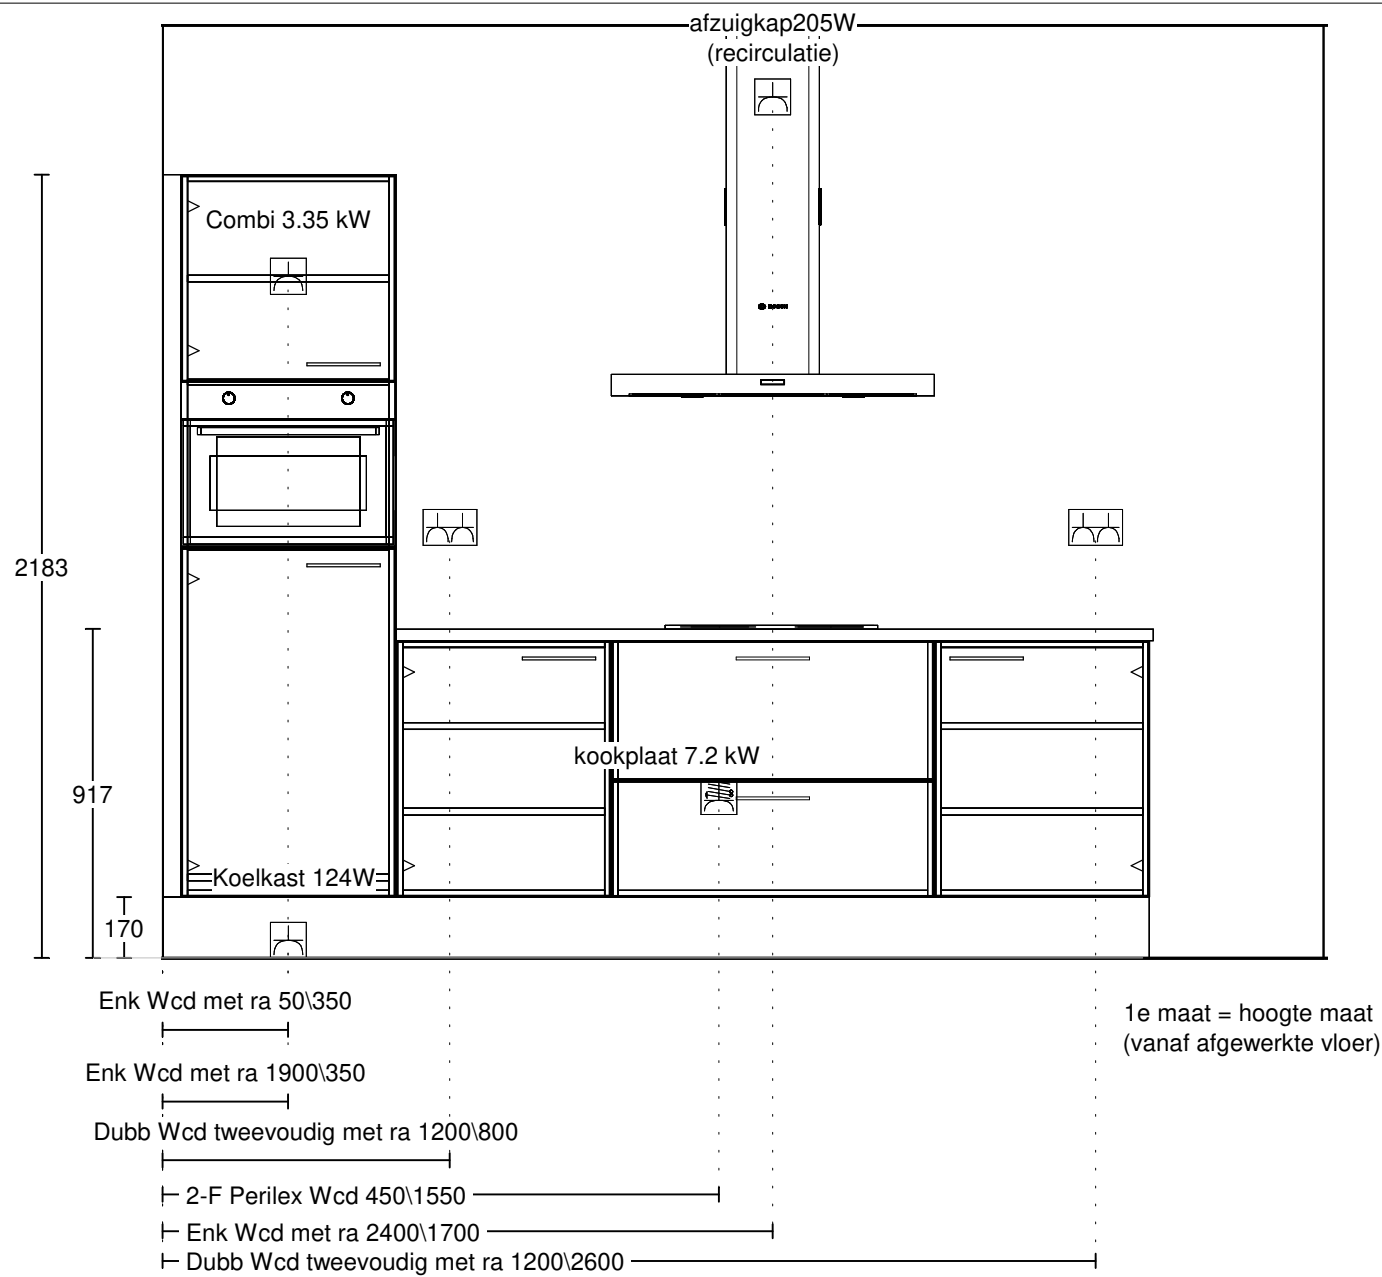 afzuigkap205W
(recirculatie)
Combi 3.35 kW
2183
kookplaat 7.2 kW
917
Koelkast 124W
170
Enk Wcd met ra 50\350
1e maat = hoogte maat
(vanaf afgewerkte vloer)
Enk Wcd met ra 1900\350
Dubb Wcd tweevoudig met ra 1200\800
2-F Perilex Wcd 450\1550
Enk Wcd met ra 2400\1700
Dubb Wcd tweevoudig met ra 1200\2600